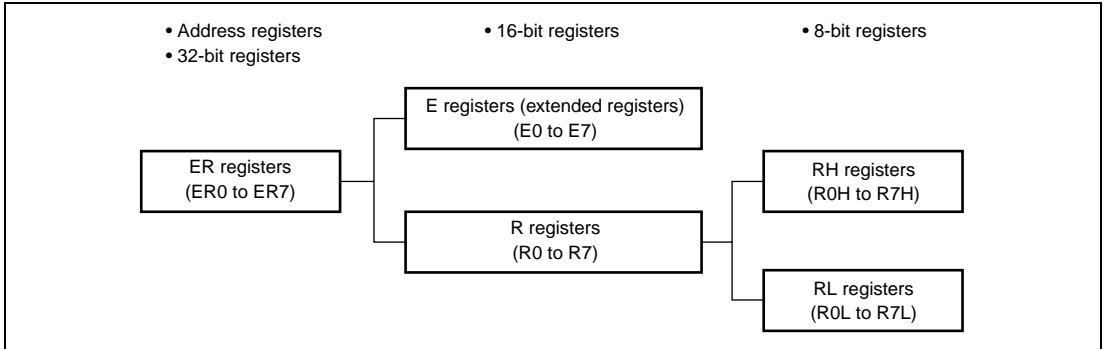 • Address registers
• 32-bit registers
• 16-bit registers
• 8-bit registers
E registers (extended registers)
(E0 to E7)
ER registers
(ER0 to ER7)
R registers
(R0 to R7)
RH registers
(R0H to R7H)
RL registers
(R0L to R7L)